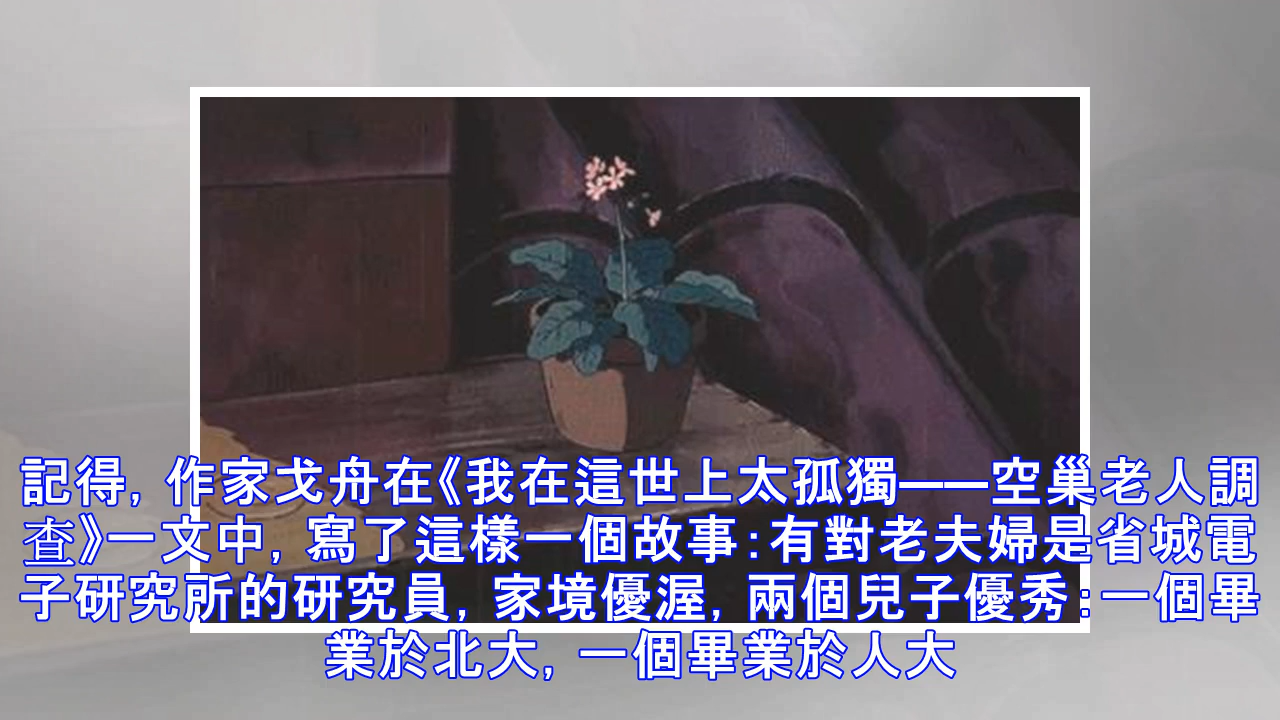 記得, 作家戈舟在《我在這世上太孤獨——空巢老人調
查》一文中, 寫了這樣一個故事:有對老夫婦是省城電
子研究所的研究員, 家境優渥, 兩個兒子優秀:一個畢
業於北大, 一個畢業於人大